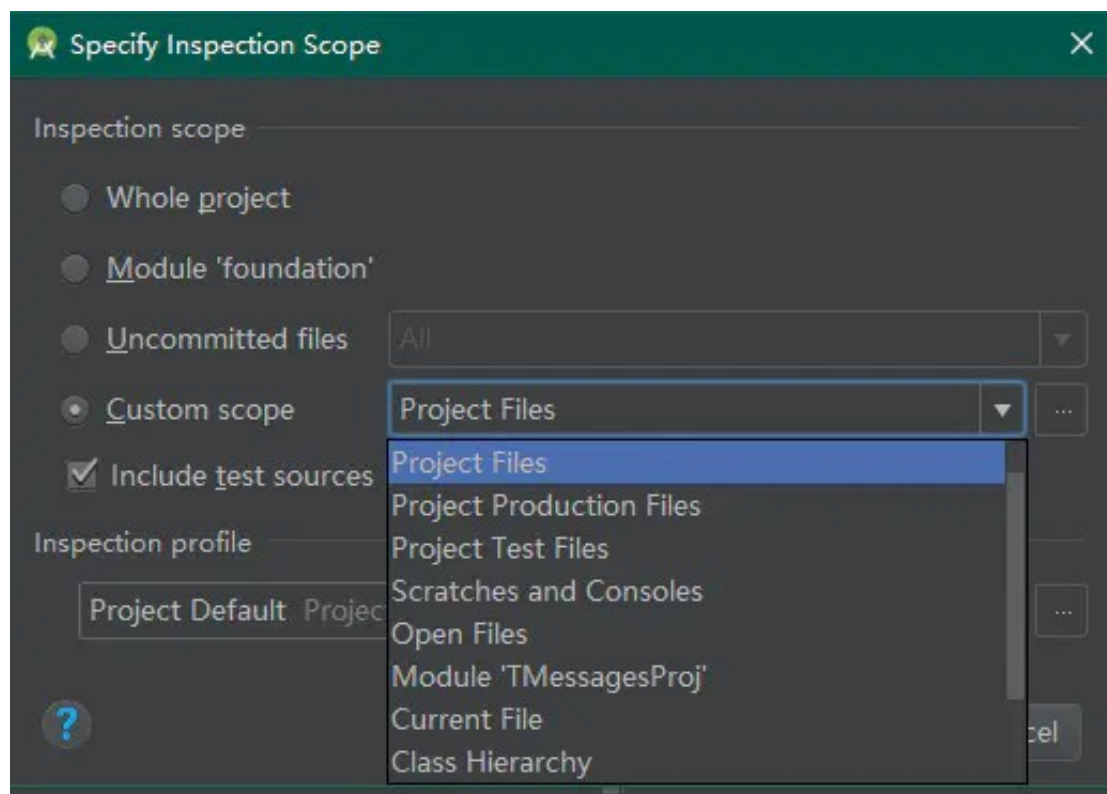 Specify Inspection Scope
Inspection scope
Whole project
Module 'foundation'
Uncommitted files All
Custom scope Project Files ...
Include test sources
Project Files
Project Production Files
Project Test Files
Scratches and Consoles
Open Files
Module 'TMessagesProj'
Current File
Class Hierarchy
Inspection profile
Project Default Projec ...
?
cel